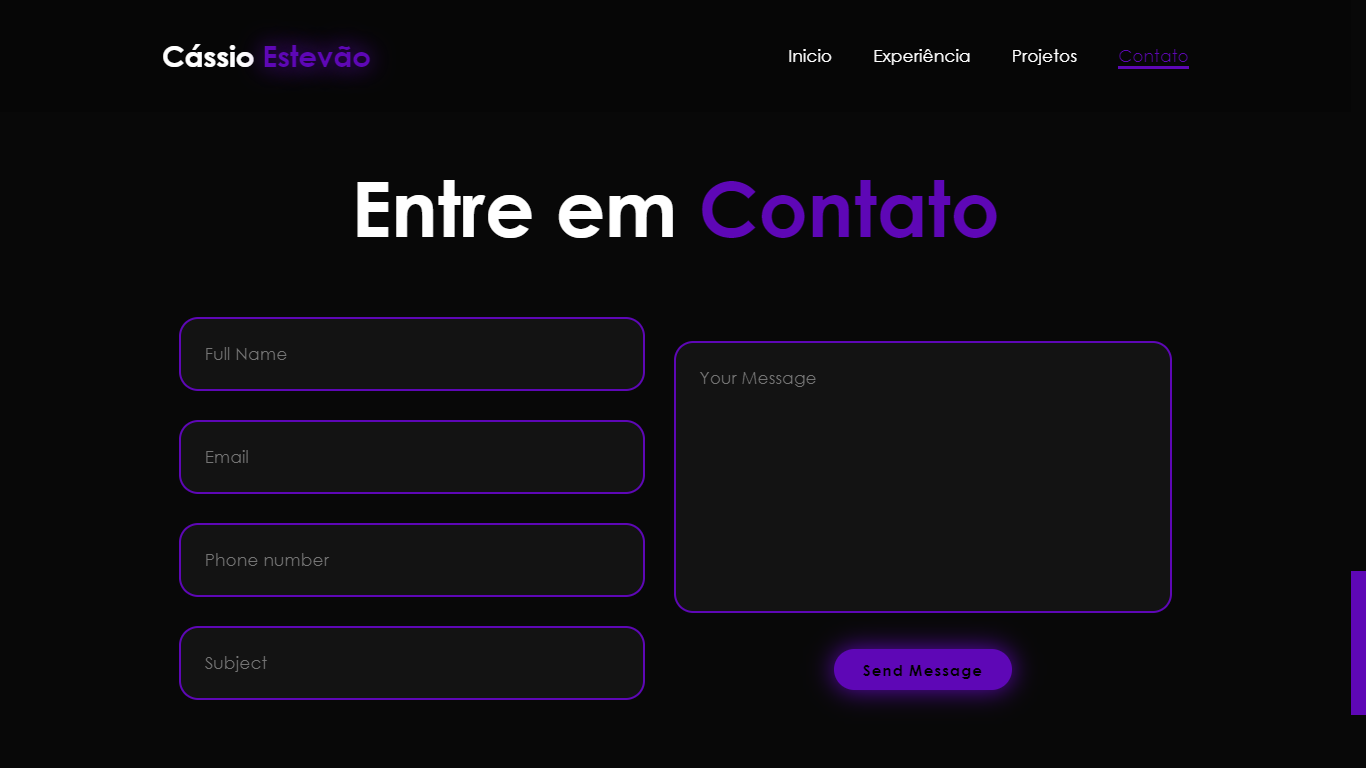 Cássio Estevão
Inicio Experiência Projetos Contato
Entre em Contato
Full Name
Email
Phone number
Subject
Your Message
Send Message